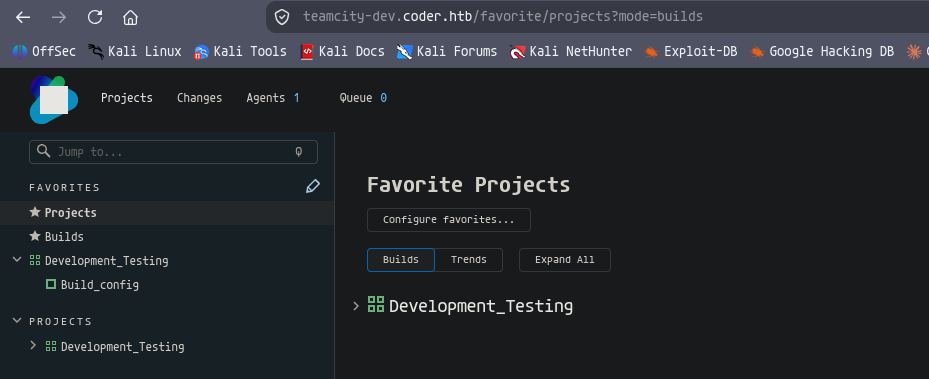 teamcity-dev.coder.htb/favorite/projects?mode=builds
OffSec Kali Linux Kali Tools Kali Docs Kali Forums Kali NetHunter Exploit-DB Google Hacking DB
Projects Changes Agents 1 Queue 0
Jump to...
FAVORITES
Projects
Builds
Development_Testing
Build_config
PROJECTS
Development_Testing
Favorite Projects
Configure favorites...
Builds Trends Expand All
Development_Testing